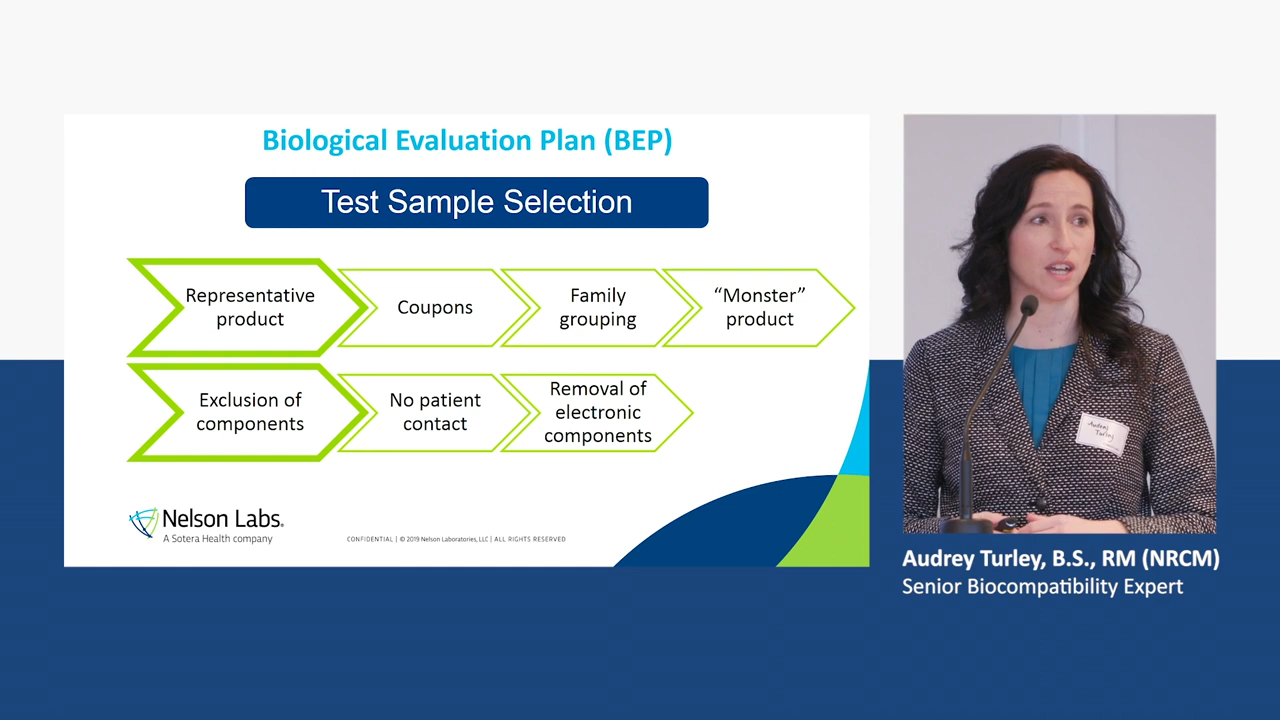 Biological Evaluation Plan (BEP)
Test Sample Selection
Representative
product
Coupons
Family
grouping
“Monster”
product
Exclusion of
components
No patient
contact
Removal of
electronic
components
Nelson Labs.
A Sotera Health company
CONFIDENTIAL | © 2019 Nelson Laboratories, LLC | ALL RIGHTS RESERVED
Audrey
Turley
Audrey Turley, B.S., RM (NRCM)
Senior Biocompatibility Expert